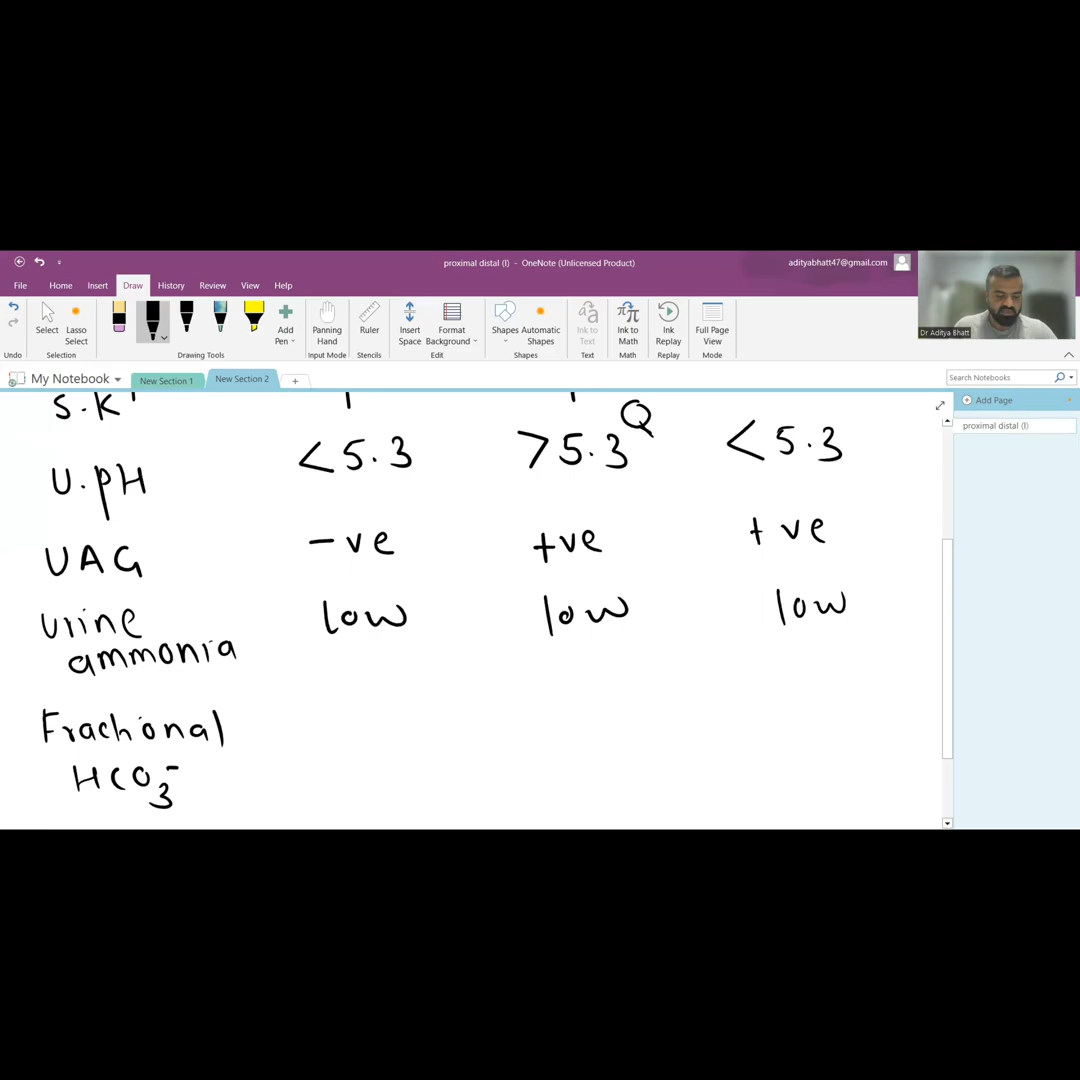 proximal distal (I) - OneNote (Unlicensed Product)
adityabhatt47@gmail.com
File Home Insert Draw History Review View Help
Undo
Select
Lasso Select
Selection
Drawing Tools
Add Pen
Panning Hand
Input Mode
Ruler
Stencils
Insert Space
Format Background
Edit
Shapes
Automatic Shapes
Shapes
Ink to Text
Text
Ink to Math
Math
Ink Replay
Replay
Full Page View
Mode
Dr Aditya Bhatt
My Notebook
New Section 1
New Section 2
Search Notebooks
Add Page
proximal distal (I)
S.K
U.pH <5.3 >5.3 Q <5.3
UAG -ve +ve +ve
Urine low low low
ammonia
Frachional
HCO3-